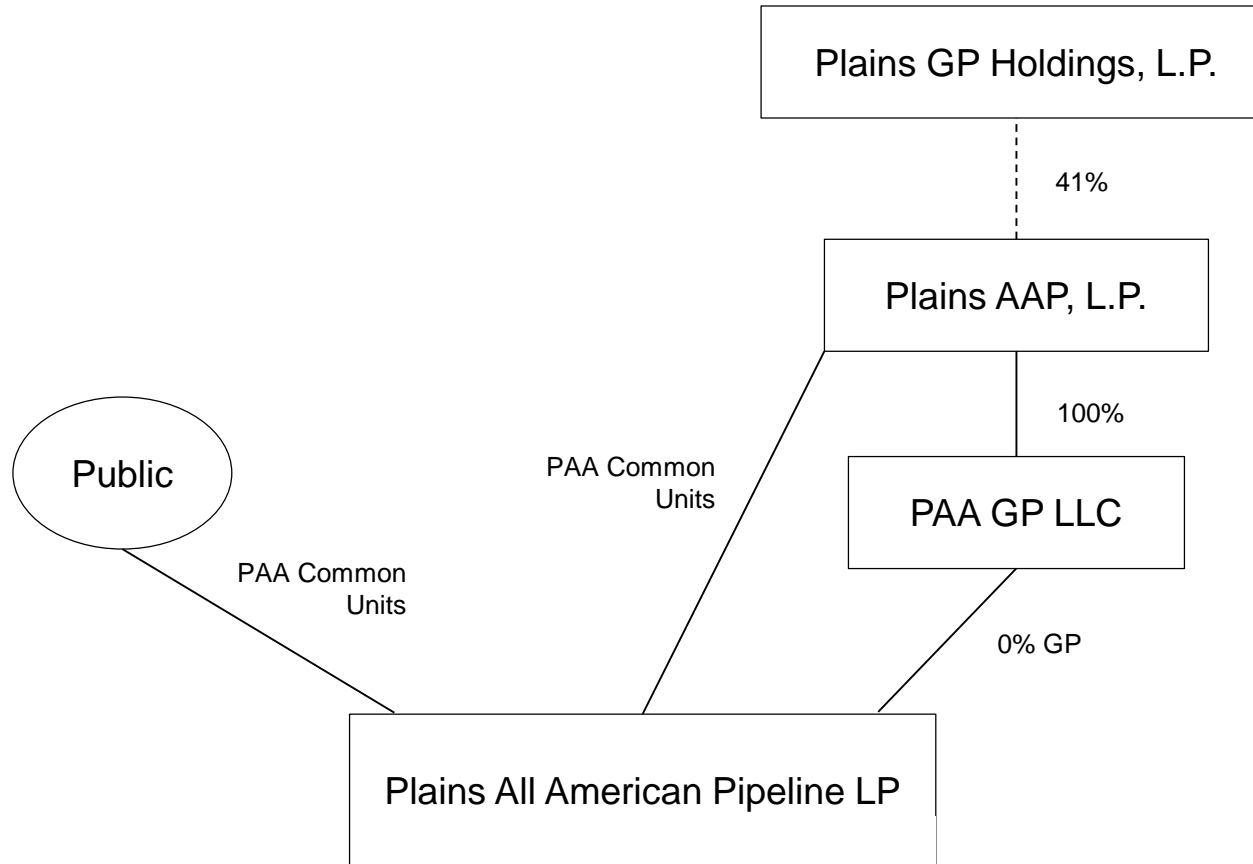 Plains GP Holdings, L.P.
41%
Plains AAP, L.P.
100%
Public
PAA Common
Units
PAA GP LLC
PAA Common
Units
0% GP
Plains All American Pipeline LP